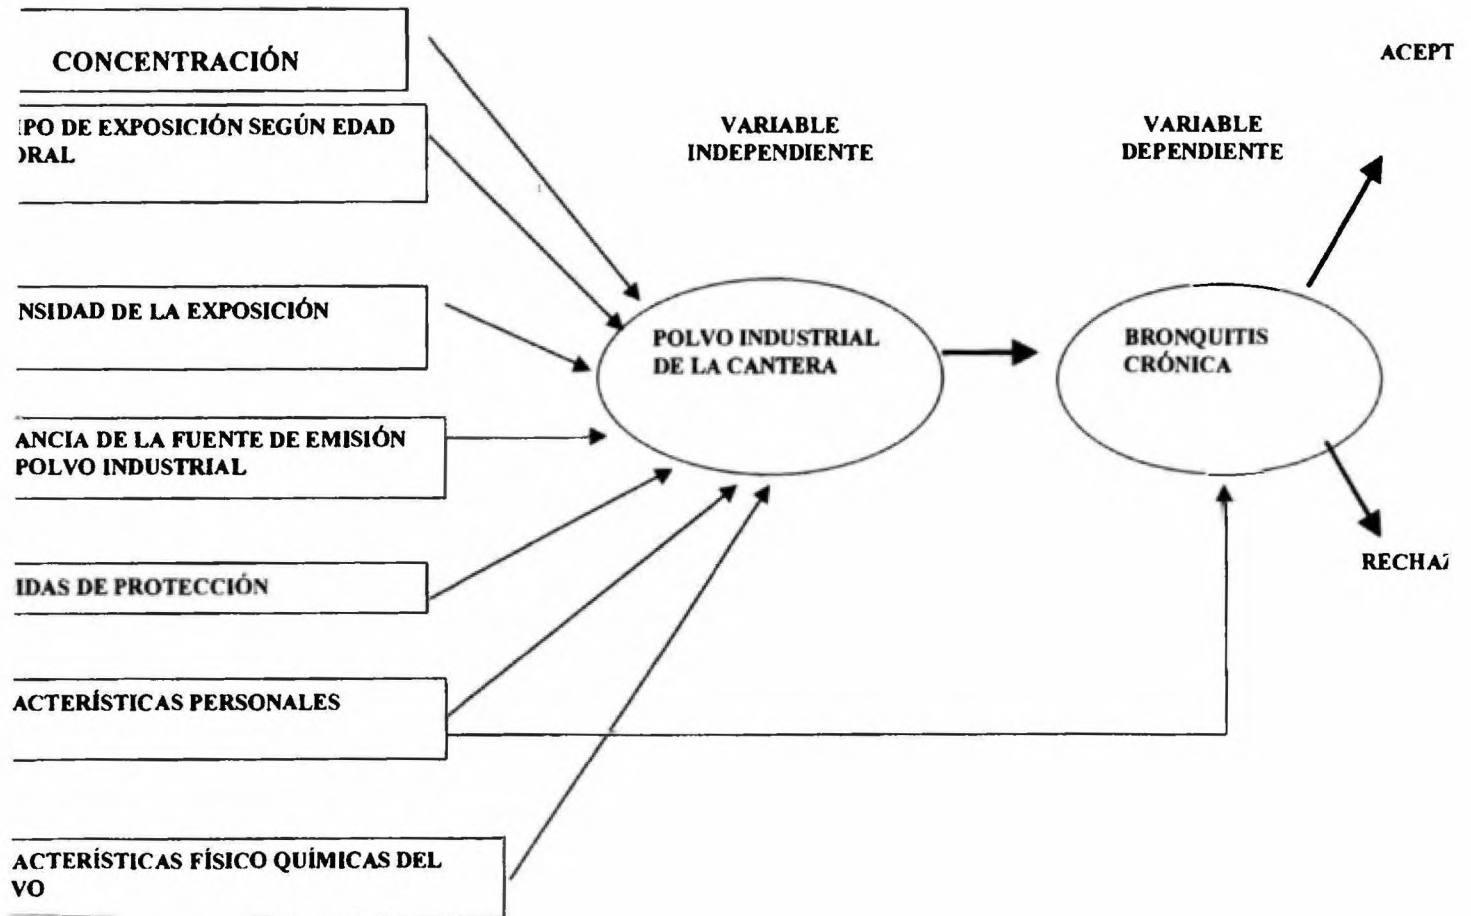 CONCENTRACIÓN
IPO DE EXPOSICIÓN SEGÚN EDAD
ORAL
NSIDAD DE LA EXPOSICIÓN
ANCIA DE LA FUENTE DE EMISIÓN
POLVO INDUSTRIAL
IDAS DE PROTECCIÓN
ACTERÍSTICAS PERSONALES
ACTERÍSTICAS FÍSICO QUÍMICAS DEL
VO
VARIABLE
INDEPENDIENTE
POLVO INDUSTRIAL
DE LA CANTERA
VARIABLE
DEPENDIENTE
BRONQUITIS
CRÓNICA
ACEPT
RECHAZ